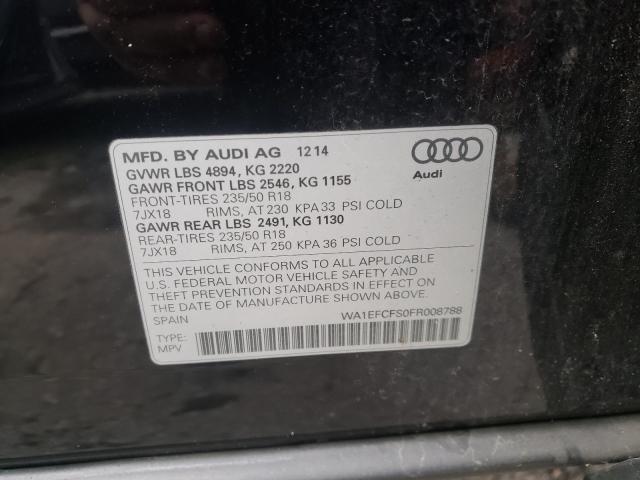 MFD. BY AUDI AG 12 14
GVWR LBS 4894, KG 2220
GAWR FRONT LBS 2546, KG 1155
FRONT-TIRES 235/50 R18
7JX18 RIMS, AT 230 KPA 33 PSI COLD
GAWR REAR LBS 2491, KG 1130
REAR-TIRES 235/50 R18
7JX18 RIMS, AT 250 KPA 36 PSI COLD
Audi
THIS VEHICLE CONFORMS TO ALL APPLICABLE
U.S. FEDERAL MOTOR VEHICLE SAFETY AND
THEFT PREVENTION STANDARDS IN EFFECT ON
THE DATE OF MANUFACTURE SHOWN ABOVE.
SPAIN WA1EFCFS0FR008788
TYPE:
MPV